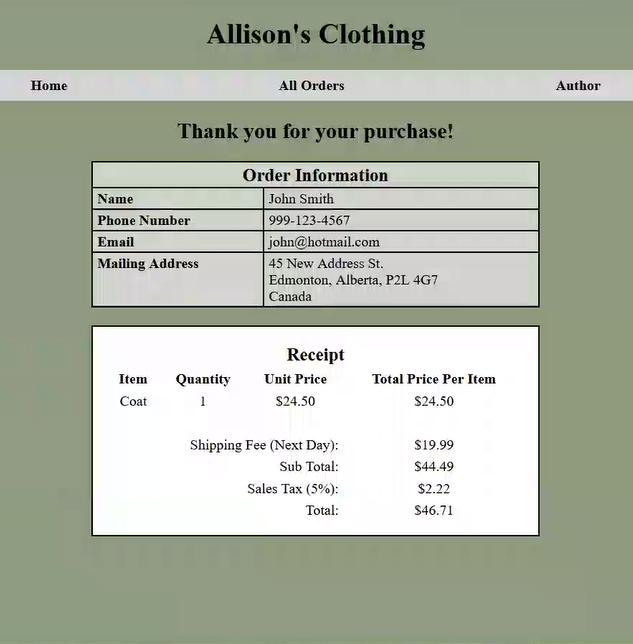 Allison's Clothing
Home All Orders Author
Thank you for your purchase!
Order Information
Name John Smith
Phone Number 999-123-4567
Email john@hotmail.com
Mailing Address 45 New Address St.
Edmonton, Alberta, P2L 4G7
Canada
Receipt
Item Quantity Unit Price Total Price Per Item
Coat 1 $24.50 $24.50
Shipping Fee (Next Day): $19.99
Sub Total: $44.49
Sales Tax (5%): $2.22
Total: $46.71